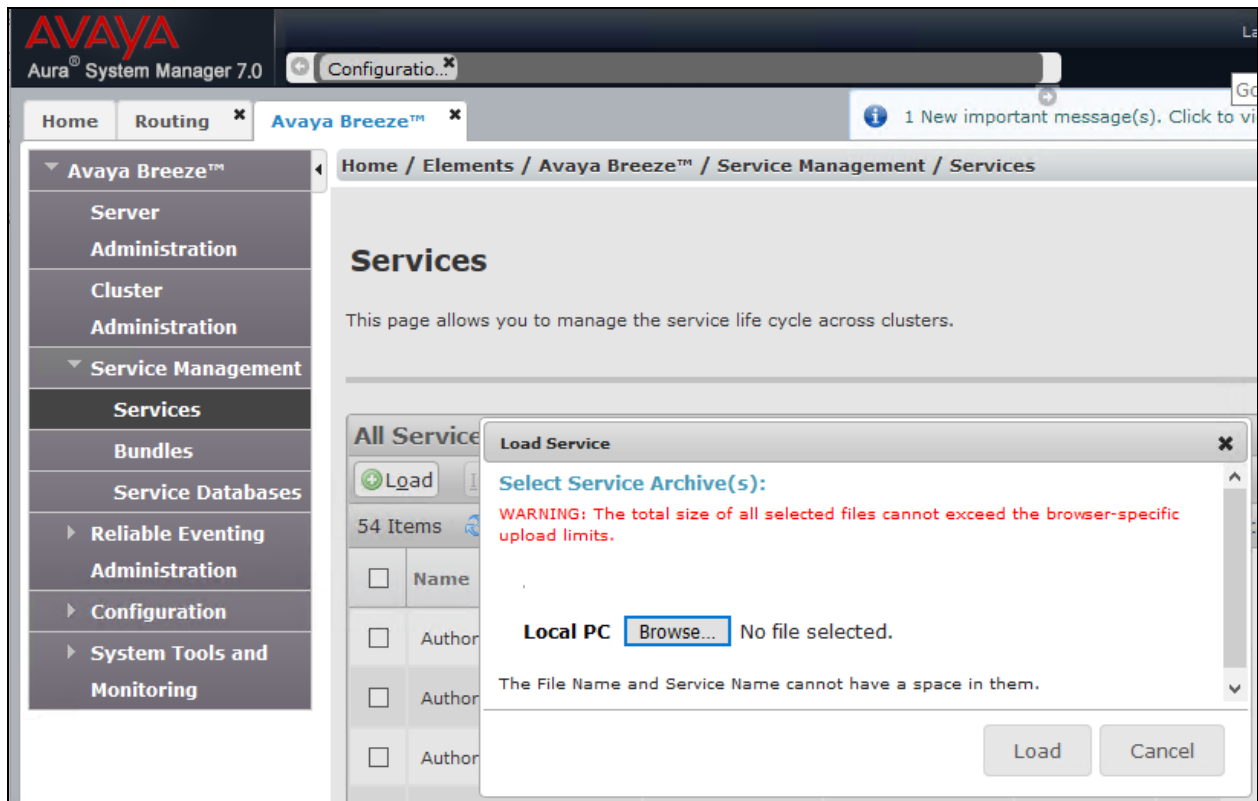 AVAYA
Aura® System Manager 7.0
Configuratio...
Home
Routing
Avaya Breeze™
1 New important message(s). Click to vi
Avaya Breeze™
Server
Administration
Cluster
Administration
Service Management
Services
Bundles
Service Databases
Reliable Eventing
Administration
Configuration
System Tools and
Monitoring
Home / Elements / Avaya Breeze™ / Service Management / Services
Services
This page allows you to manage the service life cycle across clusters.
All Service
Load
54 Items
Name
Author
Author
Author
Load Service
Select Service Archive(s):
WARNING: The total size of all selected files cannot exceed the browser-specific
upload limits.
Local PC Browse... No file selected.
The File Name and Service Name cannot have a space in them.
Load
Cancel